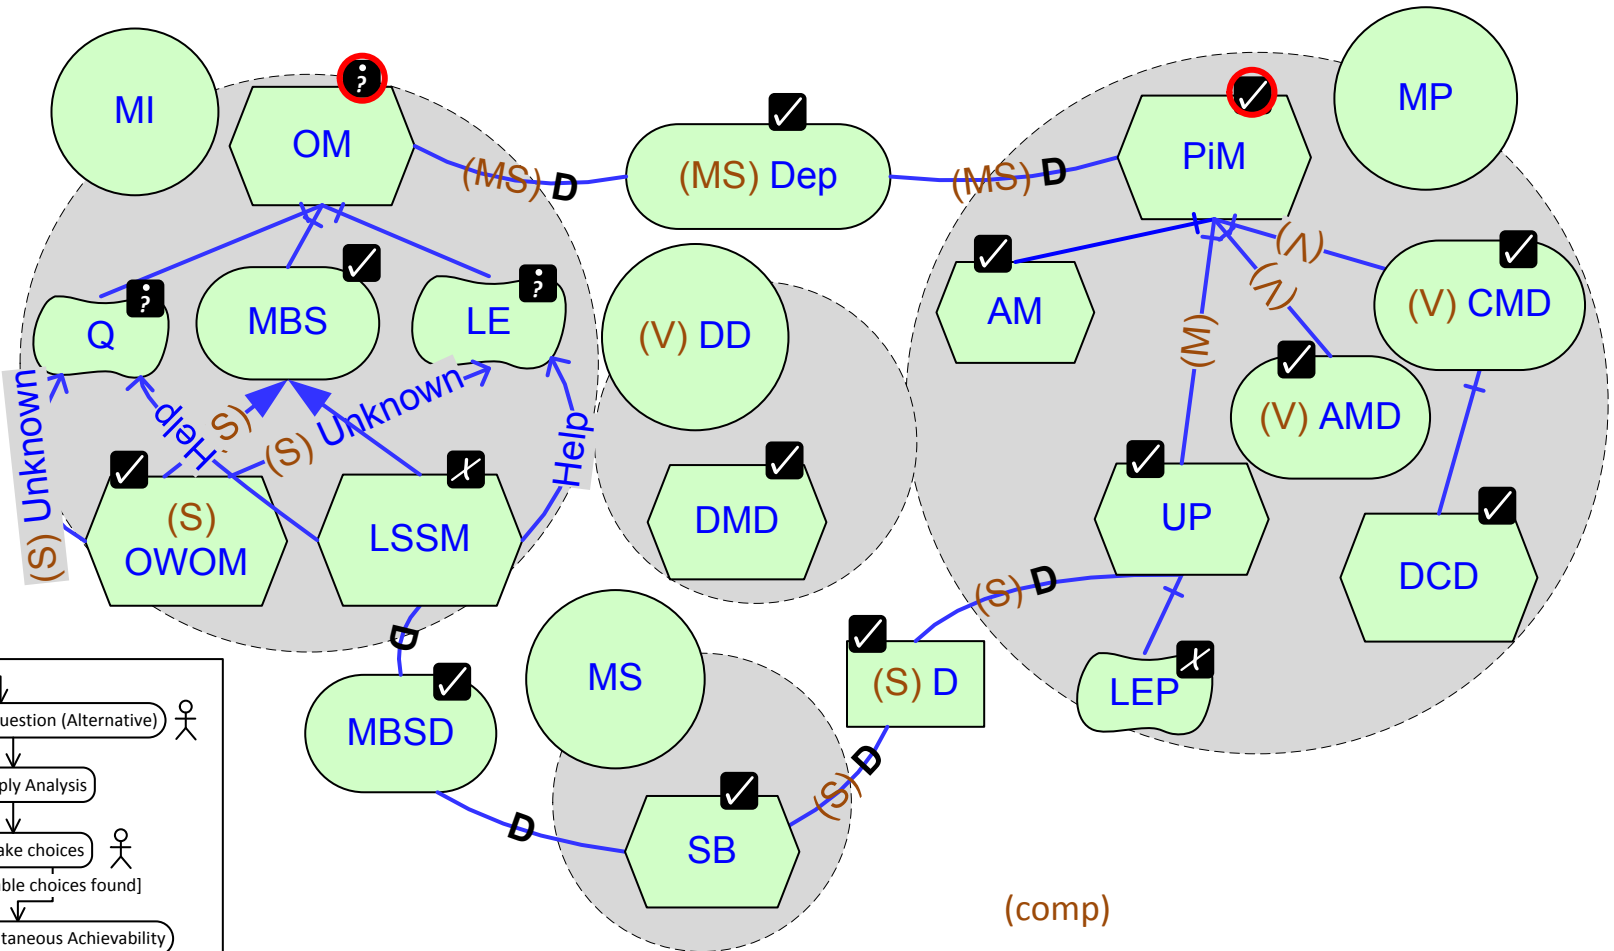 MI
OM
?
(MS) D
(MS) Dep
(MS) D
PiM
MP
Q
?
MBS
LE
?
(V) DD
AM
(V)
(V)
(M)
(V) CMD
(V) AMD
(S) Unknown
Help
S)
(S) Unknown
Help
(S)
OWOM
LSSM
DMD
UP
DCD
D
(S) D
MS
(S) D
LEP
MBSD
D
(S) D
SB
uestion (Alternative)
ply Analysis
ake choices
ble choices found]
taneous Achievability
(comp)